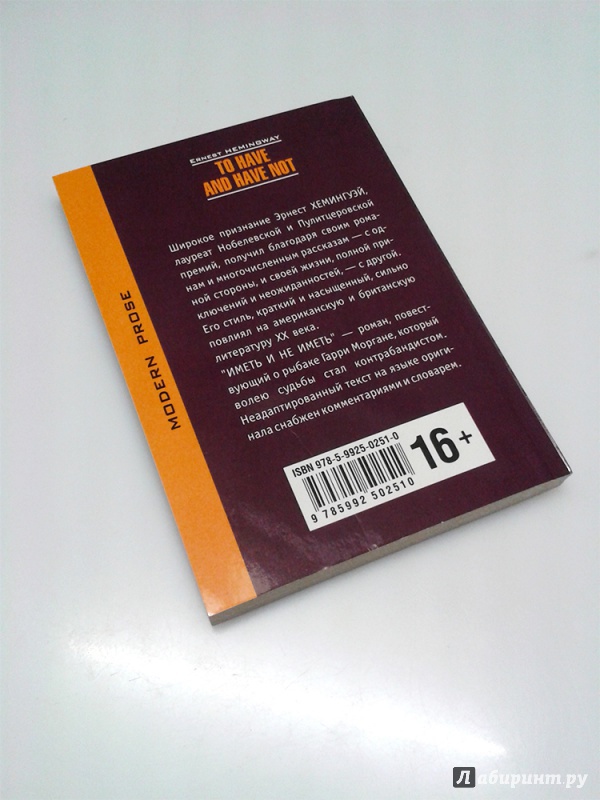 ERNEST HEMINGWAY
TO HAVE
AND HAVE NOT
Широкое признание Эрнест ХЕМИНГУЭЙ,
лауреат Нобелевской и Пулитцеровской
премий, получил благодаря своим рома-
нам и многочисленным рассказам — с од-
ной стороны, и своей жизни, полной при-
ключений и неожиданностей, — с другой.
Его стиль, краткий и насыщенный, сильно
повлиял на американскую и британскую
литературу XX века.
"ИМЕТЬ И НЕ ИМЕТЬ" — роман, повест-
вующий о рыбаке Гарри Моргане, который
волею судьбы стал контрабандистом.
Неадаптированный текст на языке ориги-
нала снабжен комментариями и словарем.
MODERN PROSE
ISBN 978-5-9925-0251-0
9 785992 502510
16+
Лабиринт.ру